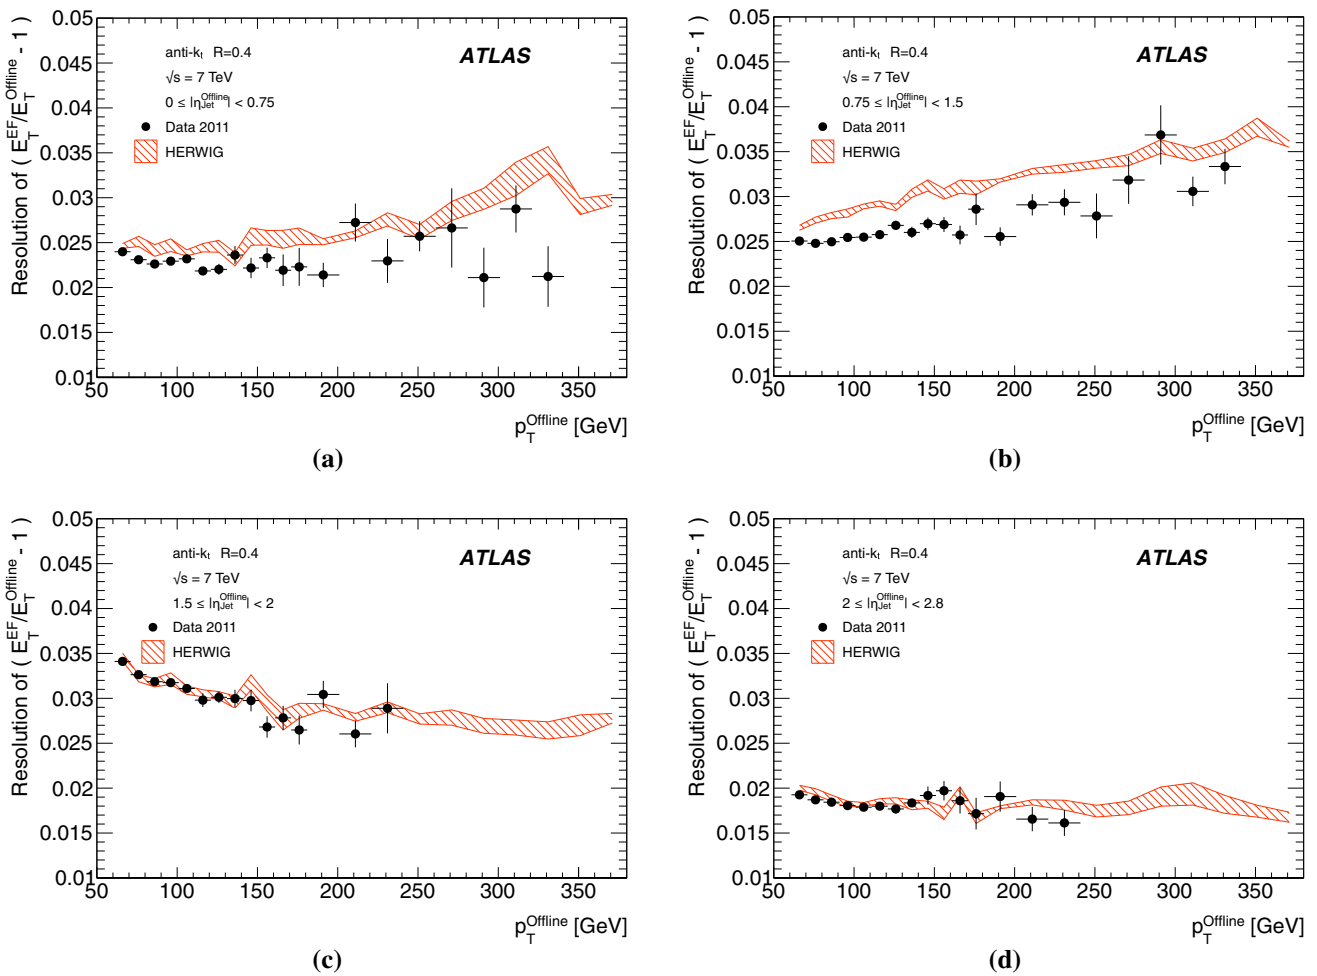 Resolution of ( E_T^EF/E_T^Offline - 1 )
0.05
0.045
0.04
0.035
0.03
0.025
0.02
0.015
0.01
anti-k_t R=0.4
√s = 7 TeV
0 ≤ |η_Jet^Offline| < 0.75
Data 2011
HERWIG
ATLAS
50 100 150 200 250 300 350
p_T^Offline [GeV]
(a)
Resolution of ( E_T^EF/E_T^Offline - 1 )
0.05
0.045
0.04
0.035
0.03
0.025
0.02
0.015
0.01
anti-k_t R=0.4
√s = 7 TeV
0.75 ≤ |η_Jet^Offline| < 1.5
Data 2011
HERWIG
ATLAS
50 100 150 200 250 300 350
p_T^Offline [GeV]
(b)
Resolution of ( E_T^EF/E_T^Offline - 1 )
0.05
0.045
0.04
0.035
0.03
0.025
0.02
0.015
0.01
anti-k_t R=0.4
√s = 7 TeV
1.5 ≤ |η_Jet^Offline| < 2
Data 2011
HERWIG
ATLAS
50 100 150 200 250 300 350
p_T^Offline [GeV]
(c)
Resolution of ( E_T^EF/E_T^Offline - 1 )
0.05
0.045
0.04
0.035
0.03
0.025
0.02
0.015
0.01
anti-k_t R=0.4
√s = 7 TeV
2 ≤ |η_Jet^Offline| < 2.8
Data 2011
HERWIG
ATLAS
50 100 150 200 250 300 350
p_T^Offline [GeV]
(d)